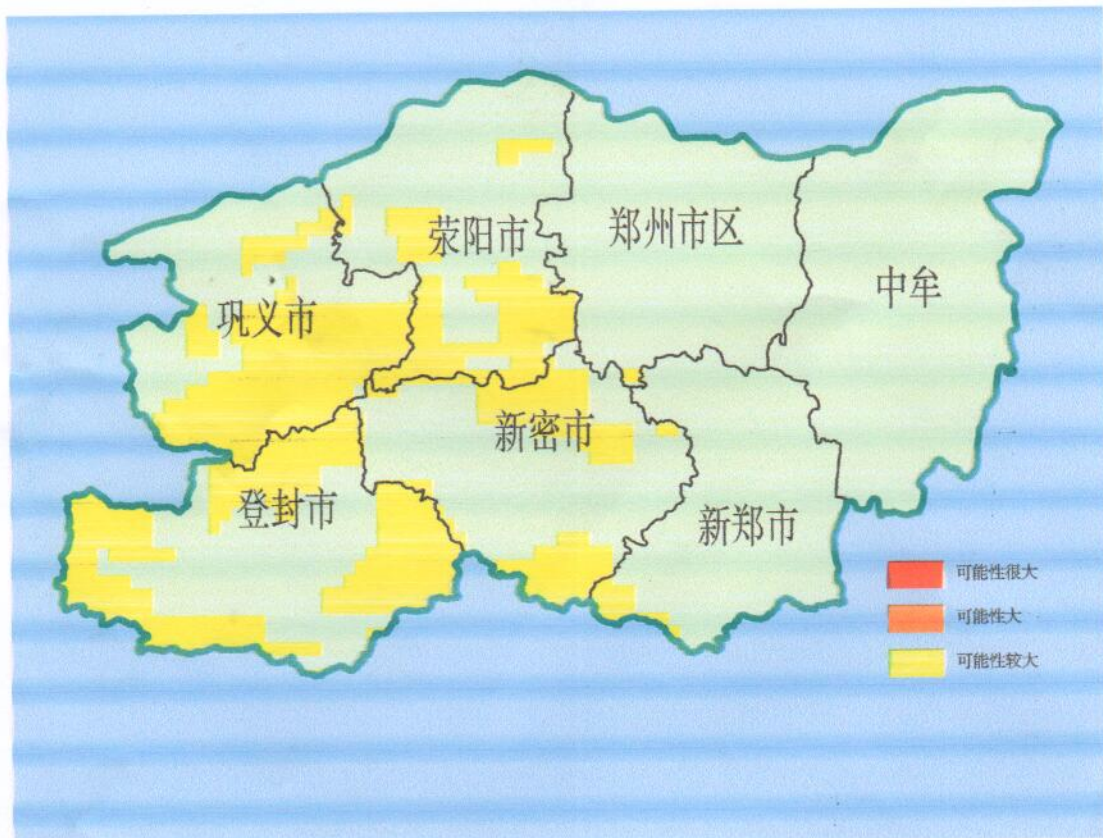 荥阳市
郑州市区
中牟
巩义市
新密市
登封市
新郑市
可能性很大
可能性大
可能性较大